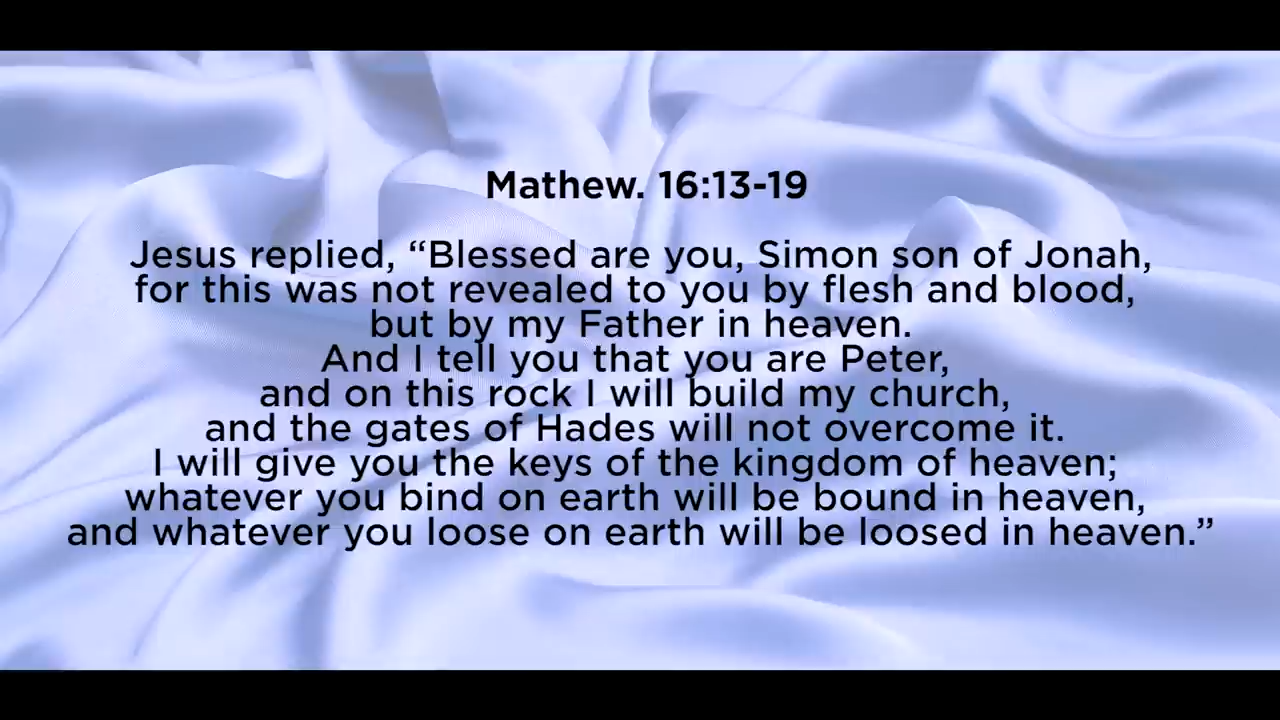 Mathew. 16:13-19
Jesus replied, “Blessed are you, Simon son of Jonah,
for this was not revealed to you by flesh and blood,
but by my Father in heaven.
And I tell you that you are Peter,
and on this rock I will build my church,
and the gates of Hades will not overcome it.
I will give you the keys of the kingdom of heaven;
whatever you bind on earth will be bound in heaven,
and whatever you loose on earth will be loosed in heaven.”